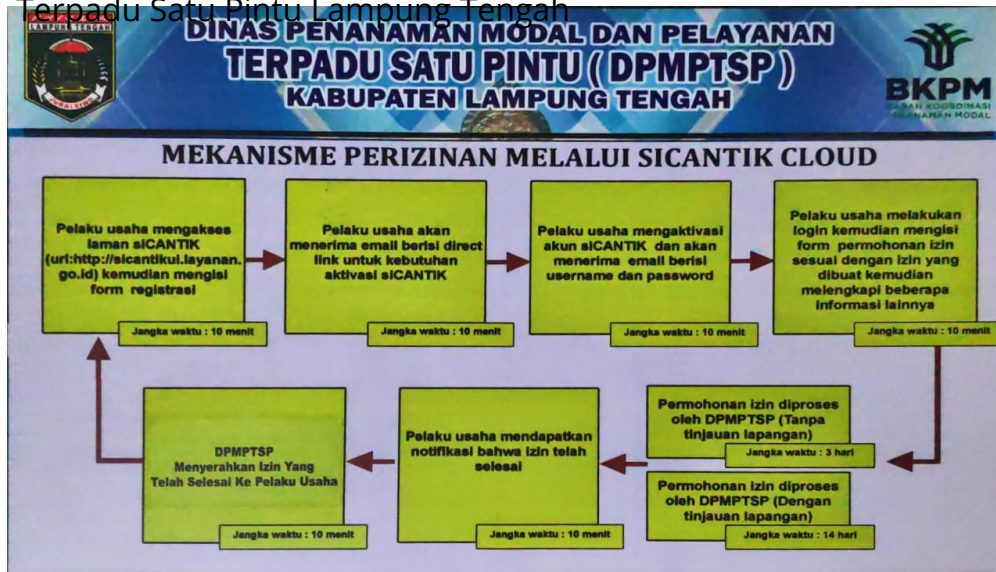 Terpadu Satu Pintu Lampung Tengah
LAMPUNG TENGAH
JURAI SIWO
DINAS PENANAMAN MODAL DAN PELAYANAN
TERPADU SATU PINTU ( DPMPTSP )
KABUPATEN LAMPUNG TENGAH
BKPM
BADAN KOORDINASI
PENANAMAN MODAL
MEKANISME PERIZINAN MELALUI SICANTIK CLOUD
Pelaku usaha mengakses
laman siCANTIK
(url:http://sicantikui.layanan.
go.id) kemudian mengisi
form registrasi
Jangka waktu : 10 menit
Pelaku usaha akan
menerima email berisi direct
link untuk kebutuhan
aktivasi siCANTIK
Jangka waktu : 10 menit
Pelaku usaha mengaktivasi
akun siCANTIK dan akan
menerima email berisi
username dan password
Jangka waktu : 10 menit
Pelaku usaha melakukan
login kemudian mengisi
form permohonan izin
sesuai dengan izin yang
dibuat kemudian
melengkapi beberapa
informasi lainnya
Jangka waktu : 10 menit
Permohonan izin diproses
oleh DPMPTSP (Tanpa
tinjauan lapangan)
Jangka waktu : 3 hari
Permohonan izin diproses
oleh DPMPTSP (Dengan
tinjauan lapangan)
Jangka waktu : 14 hari
Pelaku usaha mendapatkan
notifikasi bahwa izin telah
selesai
Jangka waktu : 10 menit
DPMPTSP
Menyerahkan Izin Yang
Telah Selesai Ke Pelaku Usaha
Jangka waktu : 10 menit